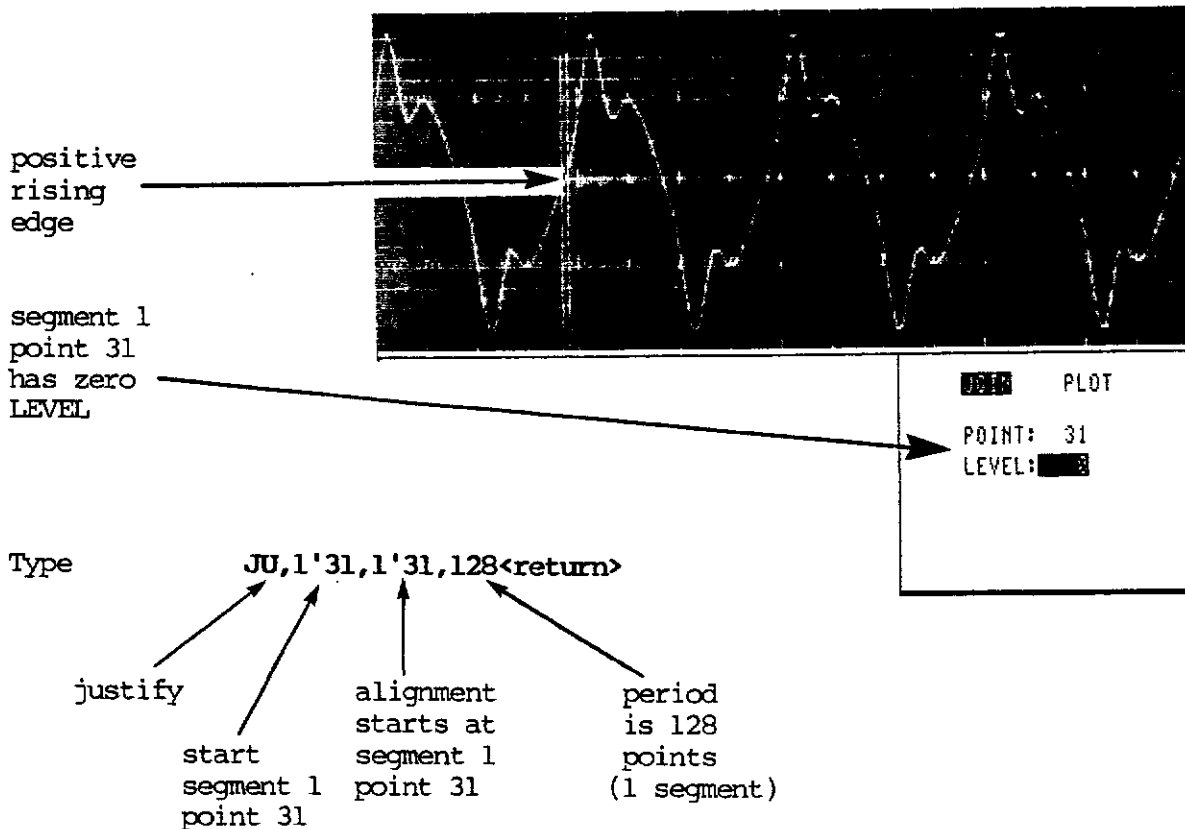 positive
rising
edge
segment 1
point 31
has zero
LEVEL
JOIN PLOT
POINT: 31
LEVEL:
Type JU,1'31,1'31,128<return>
justify
start
segment 1
point 31
alignment
starts at
segment 1
point 31
period
is 128
points
(1 segment)